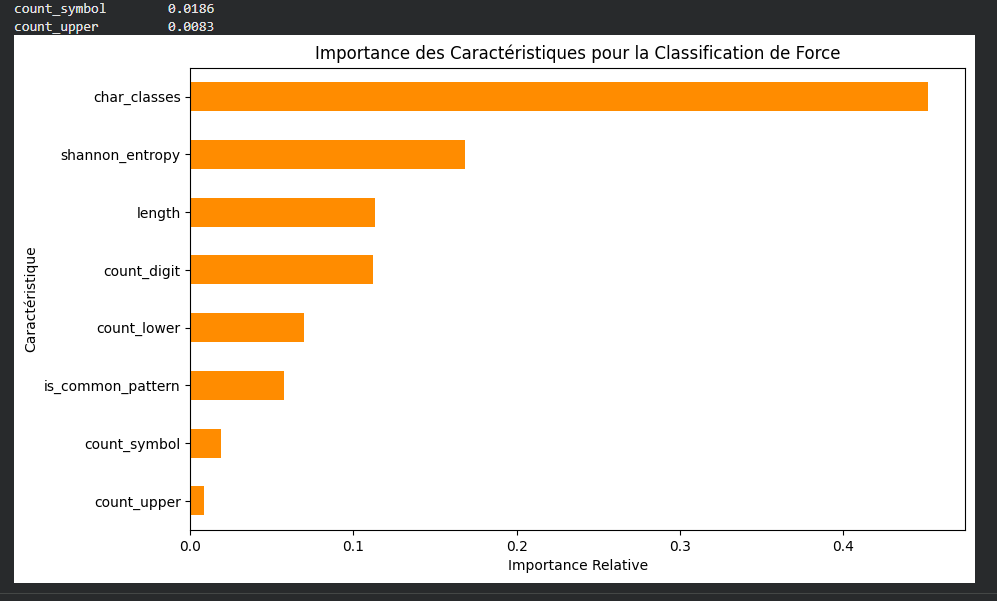 count_symbol 0.0186
count_upper 0.0083
Importance des Caractéristiques pour la Classification de Force
char_classes
shannon_entropy
length
count_digit
count_lower
is_common_pattern
count_symbol
count_upper
Caractéristique
0.0 0.1 0.2 0.3 0.4
Importance Relative